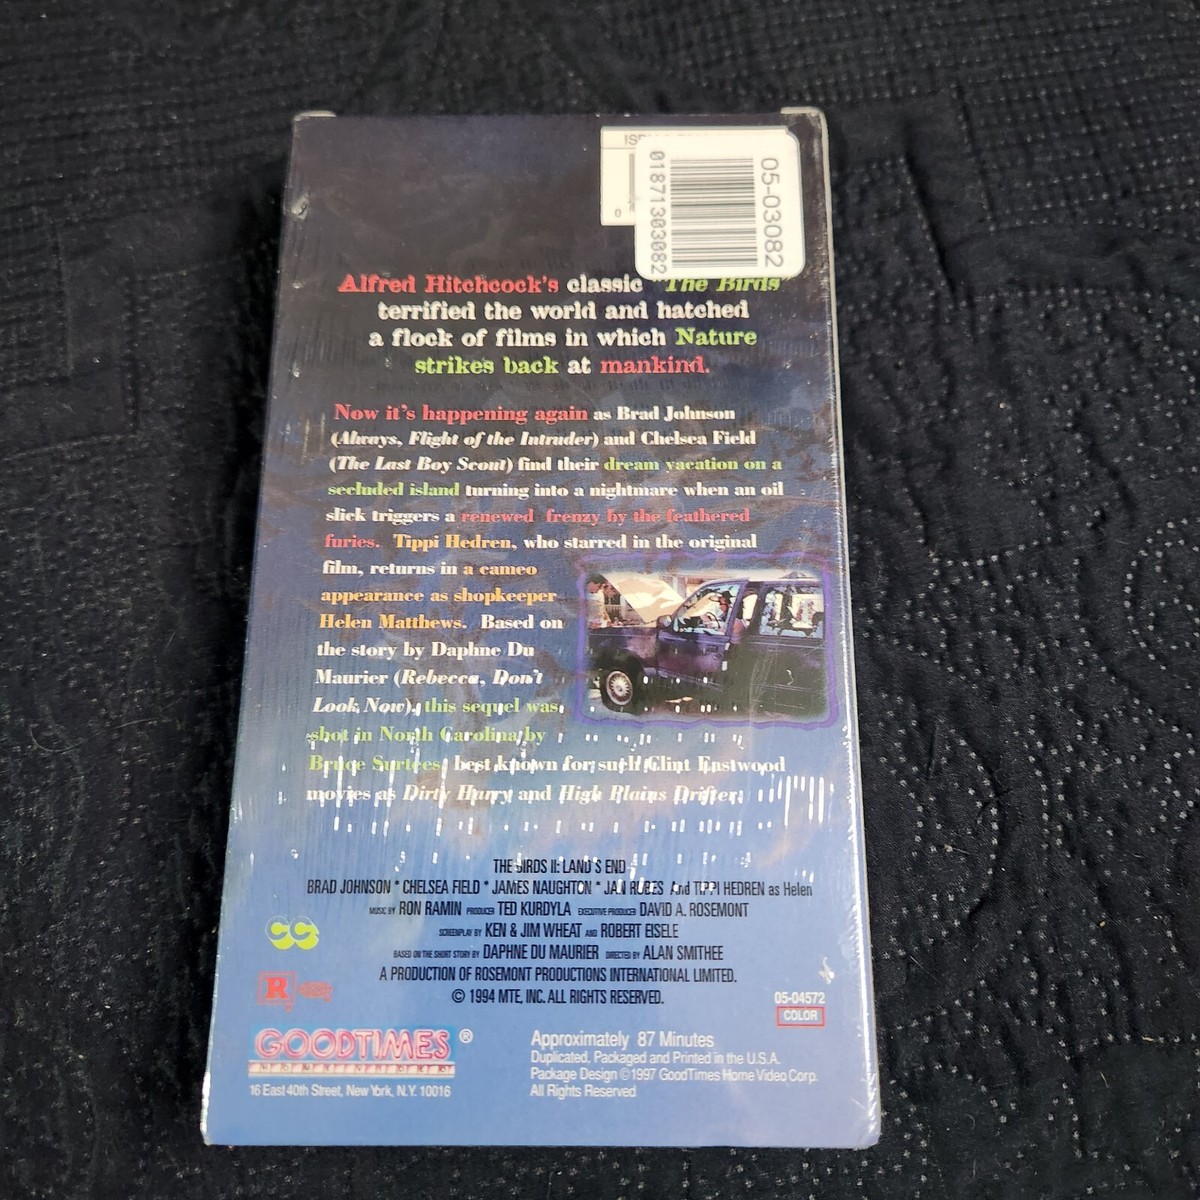 05-03082
01871303082
0
Alfred Hitchcock's classic "The Birds"
terrified the world and hatched
a flock of films in which Nature
strikes back at mankind.
Now it's happening again as Brad Johnson
(Always, Flight of the Intruder) and Chelsea Field
(The Last Boy Scout) find their dream vacation on a
secluded island turning into a nightmare when an oil
slick triggers a renewed frenzy by the feathered
furies. Tippi Hedren, who starred in the original
film, returns in a cameo
appearance as shopkeeper
Helen Matthews. Based on
the story by Daphne Du
Maurier (Rebecca, Don't
Look Now), this sequel was
shot in North Carolina by
Bruce Surtees, best known for such Clint Eastwood
movies as Dirty Harry and High Plains Drifter.
THE BIRDS II: LAND'S END
BRAD JOHNSON * CHELSEA FIELD * JAMES NAUGHTON * JAN RUBES And TIPPI HEDREN as Helen
MUSIC BY RON RAMIN PRODUCER TED KURDYLA EXECUTIVE PRODUCER DAVID A. ROSEMONT
SCREENPLAY BY KEN & JIM WHEAT AND ROBERT EISELE
BASED ON THE SHORT STORY BY DAPHNE DU MAURIER DIRECTED BY ALAN SMITHEE
A PRODUCTION OF ROSEMONT PRODUCTIONS INTERNATIONAL LIMITED.
© 1994 MTE, INC. ALL RIGHTS RESERVED.
CC
R
05-04572
COLOR
GOODTIMES ®
16 East 40th Street, New York, N.Y. 10016
Approximately 87 Minutes
Duplicated, Packaged and Printed in the U.S.A.
Package Design ©1997 GoodTimes Home Video Corp.
All Rights Reserved